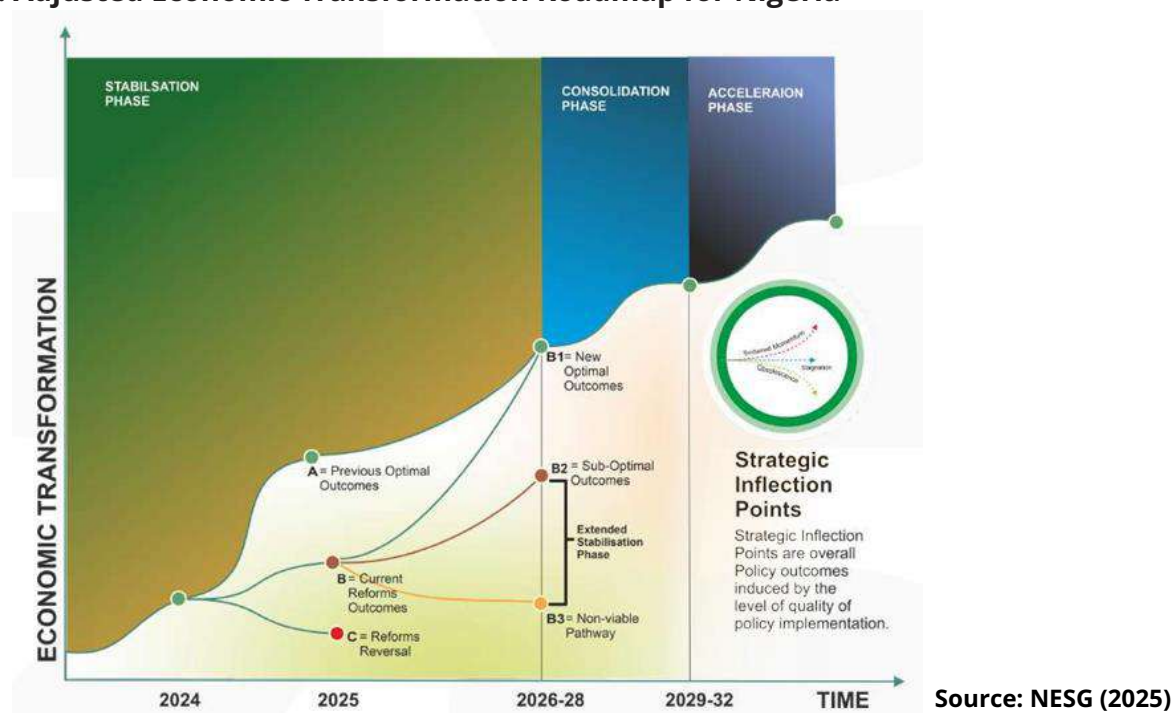 Adjusted Economic Transformation Roadmap for Nigeria
STABILSATION
PHASE
CONSOLIDATION
PHASE
ACCELERAION
PHASE
ECONOMIC TRANSFORMATION
B1= New
Optimal
Outcomes
A= Previous Optimal
Outcomes
B2 = Sub-Optimal
Outcomes
Extended
Stabilisation
Phase
B= Current
Reforms
Outcomes
B3= Non-viable
Pathway
C= Reforms
Reversal
Momentum
Stagnation
Obsolescence
Strategic
Inflection
Points
Strategic Inflection
Points are overall
Policy outcomes
induced by the
level of quality of
policy implementation.
2024
2025
2026-28
2029-32
TIME
Source: NESG (2025)